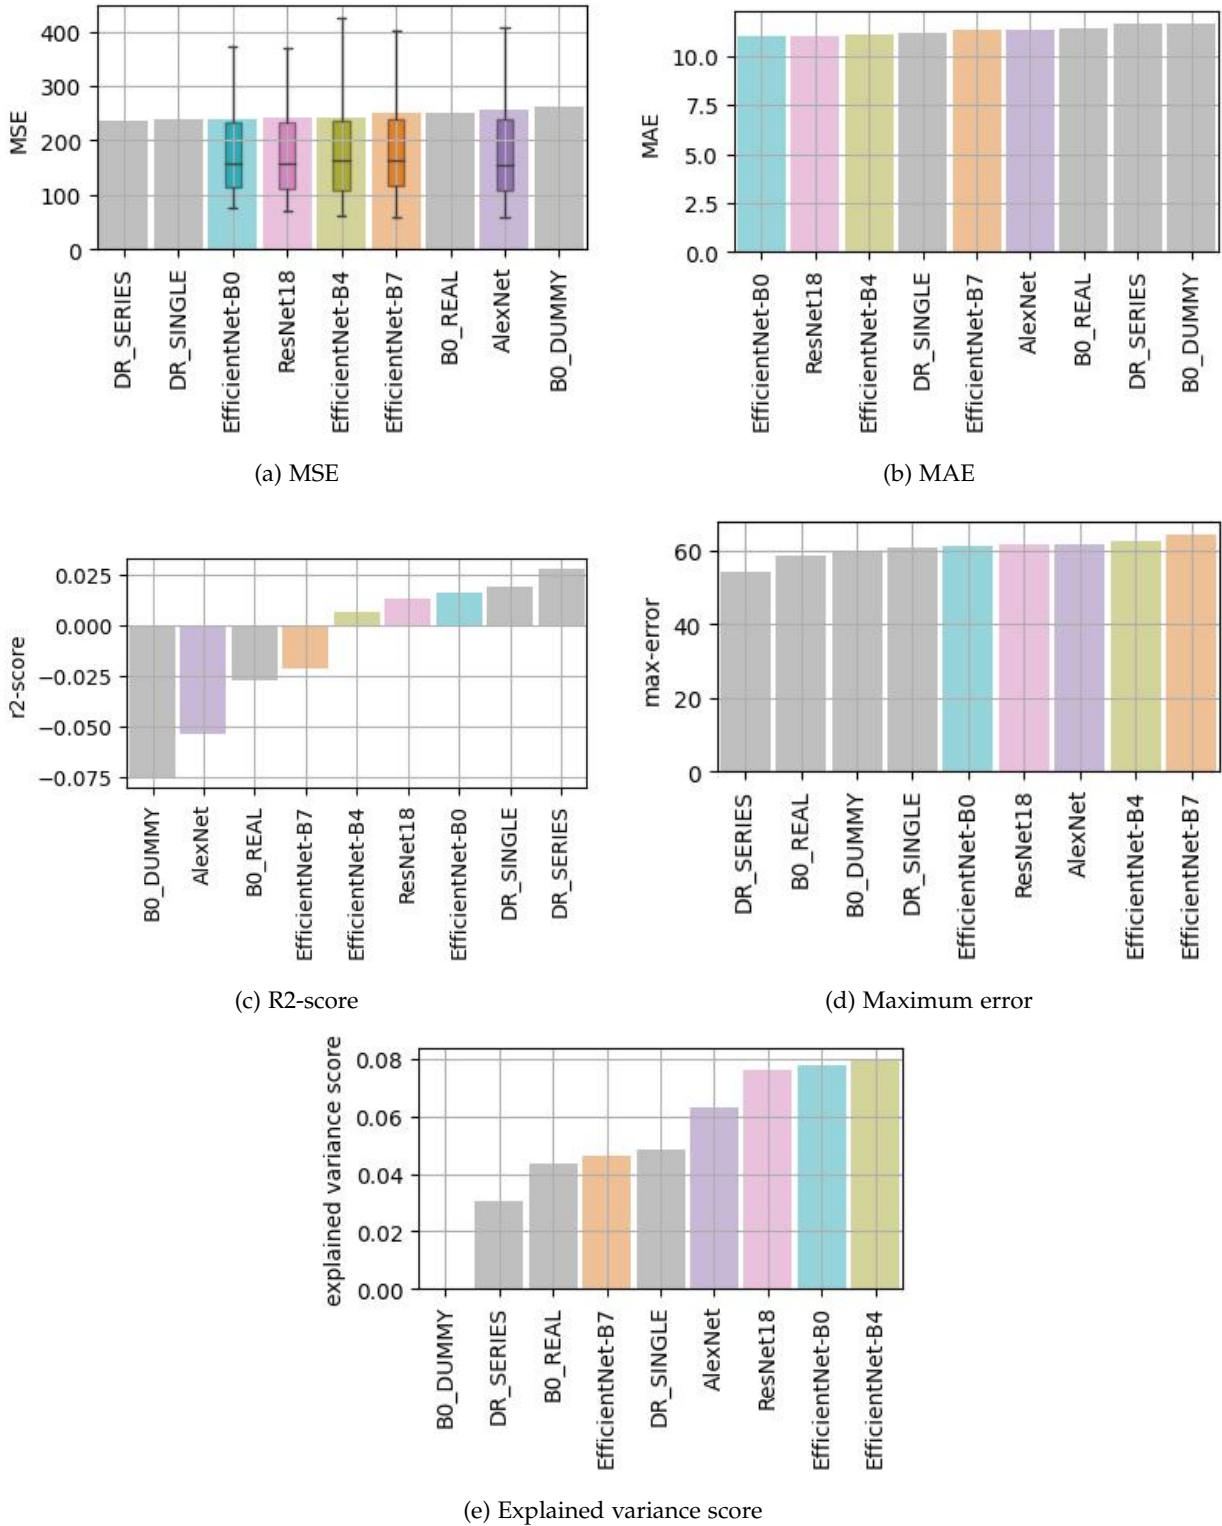 MSE
400
300
200
100
0
DR_SERIES
DR_SINGLE
EfficientNet-B0
ResNet18
EfficientNet-B4
EfficientNet-B7
B0_REAL
AlexNet
B0_DUMMY
(a) MSE
MAE
10.0
7.5
5.0
2.5
0.0
EfficientNet-B0
ResNet18
EfficientNet-B4
DR_SINGLE
EfficientNet-B7
AlexNet
B0_REAL
DR_SERIES
B0_DUMMY
(b) MAE
r2-score
0.025
0.000
−0.025
−0.050
−0.075
B0_DUMMY
AlexNet
B0_REAL
EfficientNet-B7
EfficientNet-B4
ResNet18
EfficientNet-B0
DR_SINGLE
DR_SERIES
(c) R2-score
max-error
60
40
20
0
DR_SERIES
B0_REAL
B0_DUMMY
DR_SINGLE
EfficientNet-B0
ResNet18
AlexNet
EfficientNet-B4
EfficientNet-B7
(d) Maximum error
explained variance score
0.08
0.06
0.04
0.02
0.00
B0_DUMMY
DR_SERIES
B0_REAL
EfficientNet-B7
DR_SINGLE
AlexNet
ResNet18
EfficientNet-B0
EfficientNet-B4
(e) Explained variance score